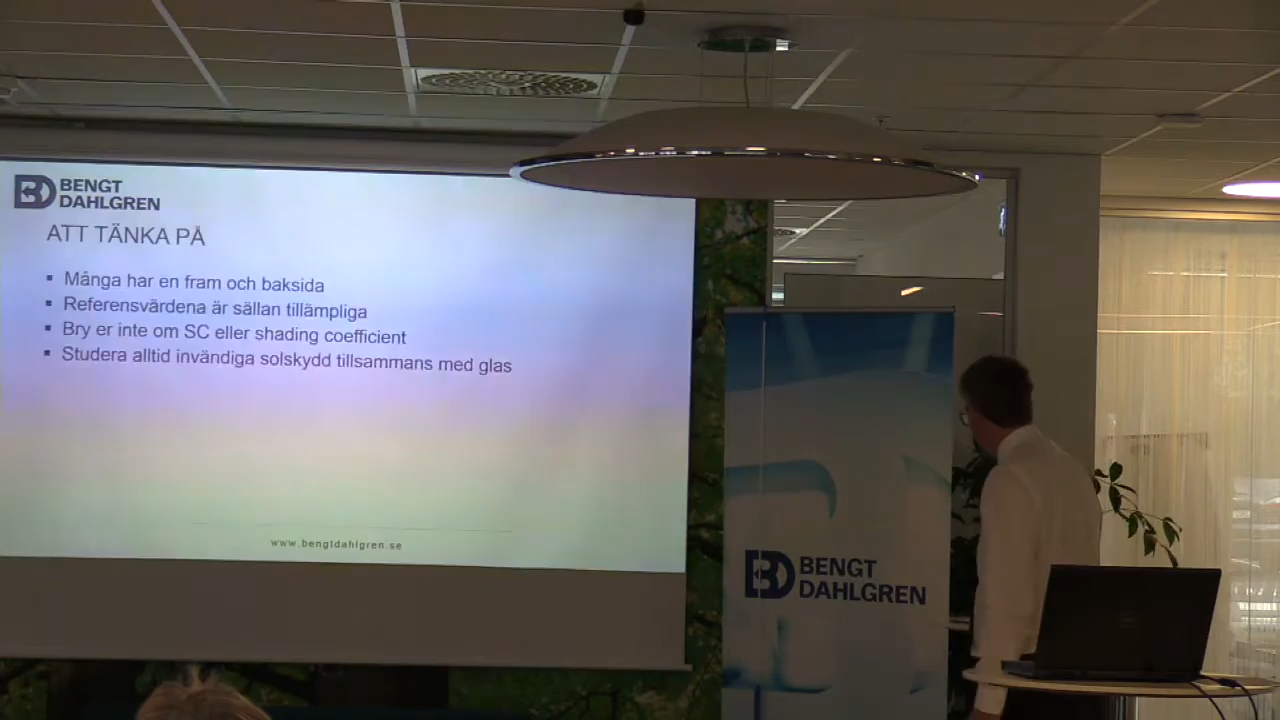 BENGT
DAHLGREN
ATT TÄNKA PÅ
▪ Många har en fram och baksida
▪ Referensvärdena är sällan tillämpliga
▪ Bry er inte om SC eller shading coefficient
▪ Studera alltid invändiga solskydd tillsammans med glas
www.bengtdahlgren.se
BENGT
DAHLGREN